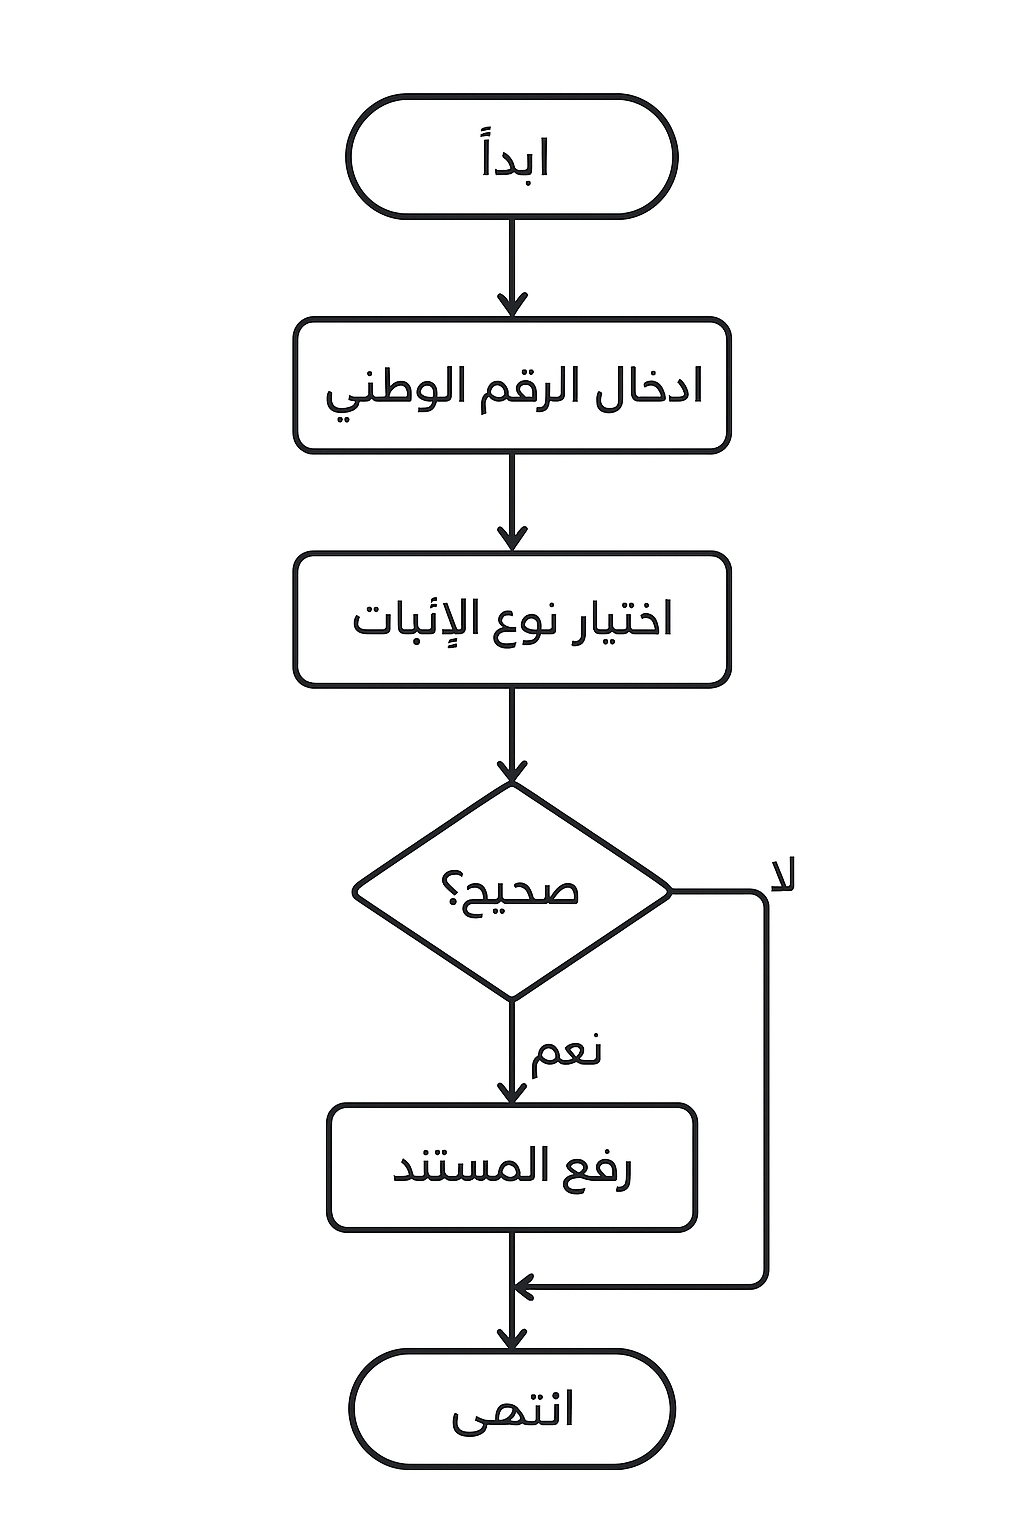 ابدأً
ادخال الرقم الوطني
اختيار نوع الإئبات
صحيح؟
لا
نعم
رفع المستند
انتهى